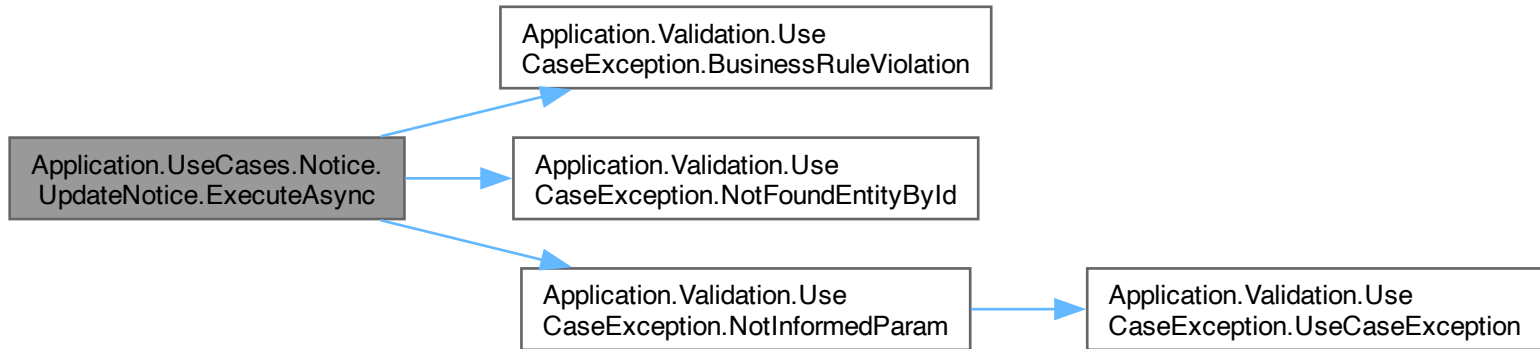 Application.Validation.Use
CaseException.BusinessRuleViolation
Application.UseCases.Notice.
UpdateNotice.ExecuteAsync
Application.Validation.Use
CaseException.NotFoundEntityById
Application.Validation.Use
CaseException.NotInformedParam
Application.Validation.Use
CaseException.UseCaseException